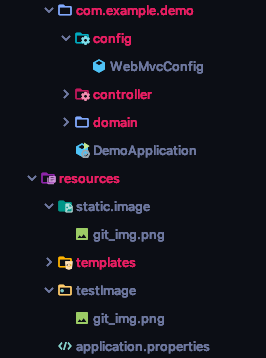 com.example.demo
config
WebMvcConfig
controller
domain
DemoApplication
resources
static.image
git_img.png
templates
testImage
git_img.png
application.properties